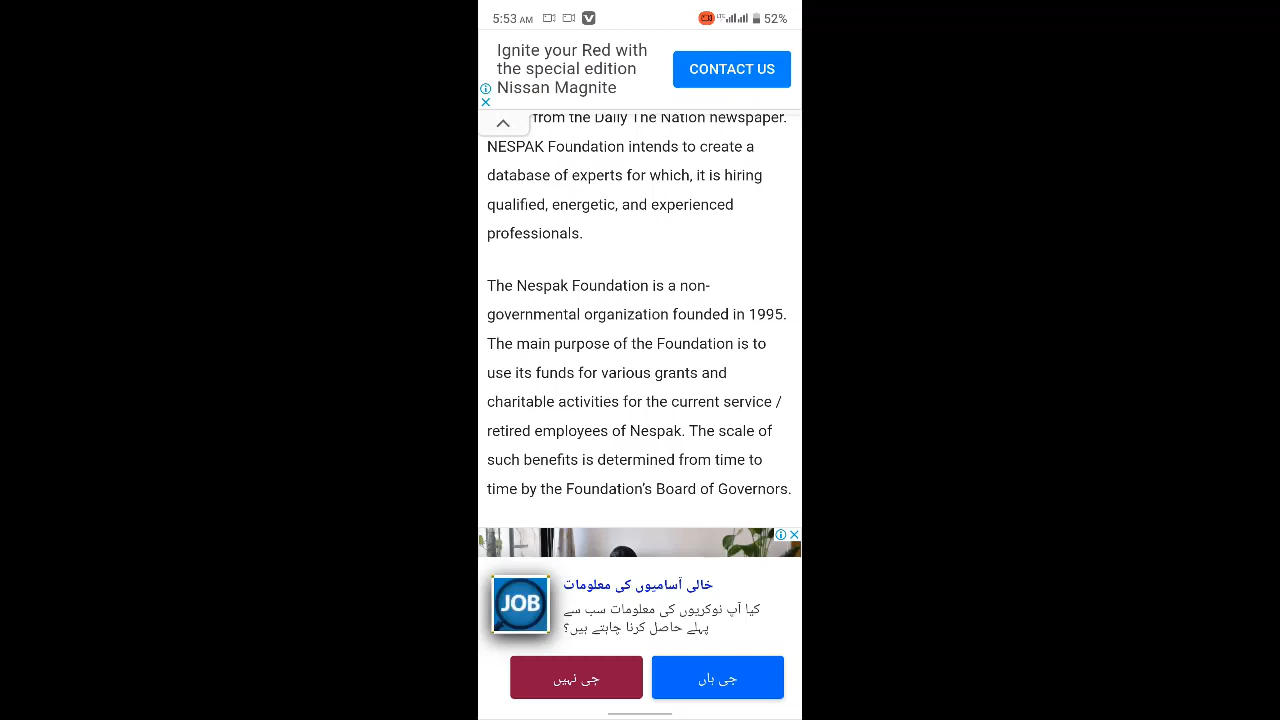 5:53 AM
LTE 52%
Ignite your Red with
the special edition
Nissan Magnite
CONTACT US
from the Daily The Nation newspaper.
NESPAK Foundation intends to create a
database of experts for which, it is hiring
qualified, energetic, and experienced
professionals.
The Nespak Foundation is a non-
governmental organization founded in 1995.
The main purpose of the Foundation is to
use its funds for various grants and
charitable activities for the current service /
retired employees of Nespak. The scale of
such benefits is determined from time to
time by the Foundation’s Board of Governors.
JOB
خالی آسامیوں کی معلومات
کیا آپ نوکریوں کی معلومات سب سے
پہلے حاصل کرنا چاہتے ہیں؟
جی نہیں
جی ہاں